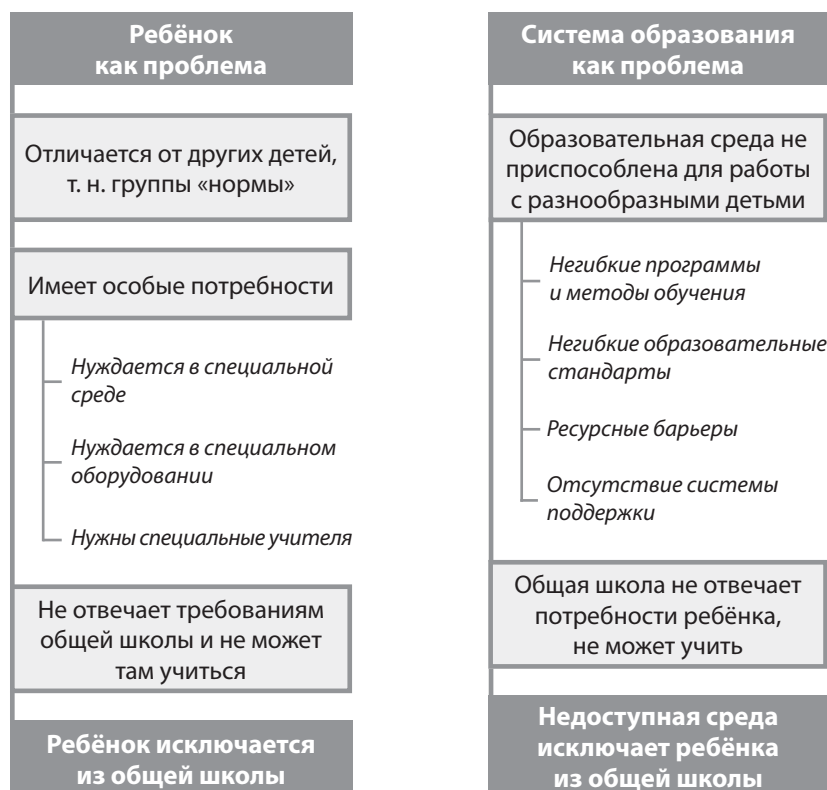 Ребёнок
как проблема
Отличается от других детей,
т. н. группы «нормы»
Имеет особые потребности
Нуждается в специальной
среде
Нуждается в специальном
оборудовании
Нужны специальные учителя
Не отвечает требованиям
общей школы и не может
там учиться
Ребёнок исключается
из общей школы
Система образования
как проблема
Образовательная среда не
приспособлена для работы
с разнообразными детьми
Негибкие программы
и методы обучения
Негибкие образовательные
стандарты
Ресурсные барьеры
Отсутствие системы
поддержки
Общая школа не отвечает
потребности ребёнка,
не может учить
Недоступная среда
исключает ребёнка
из общей школы